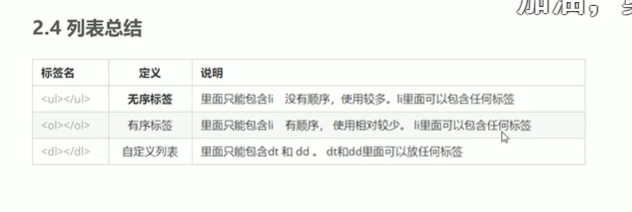 加油，
2.4 列表总结
标签名 定义 说明
<ul></ul> 无序标签 里面只能包含li 没有顺序，使用较多。li里面可以包含任何标签
<ol></ol> 有序标签 里面只能包含li 有顺序， 使用相对较少。 li里面可以包含任何标签
<dl></dl> 自定义列表 里面只能包含dt 和 dd 。 dt和dd里面可以放任何标签